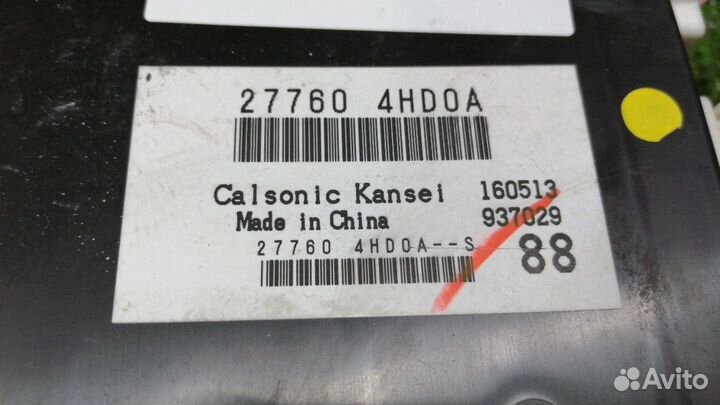 27760 4HD0A
Calsonic Kansei 160513
Made in China 937029
27760 4HD0A--S 88
Avito